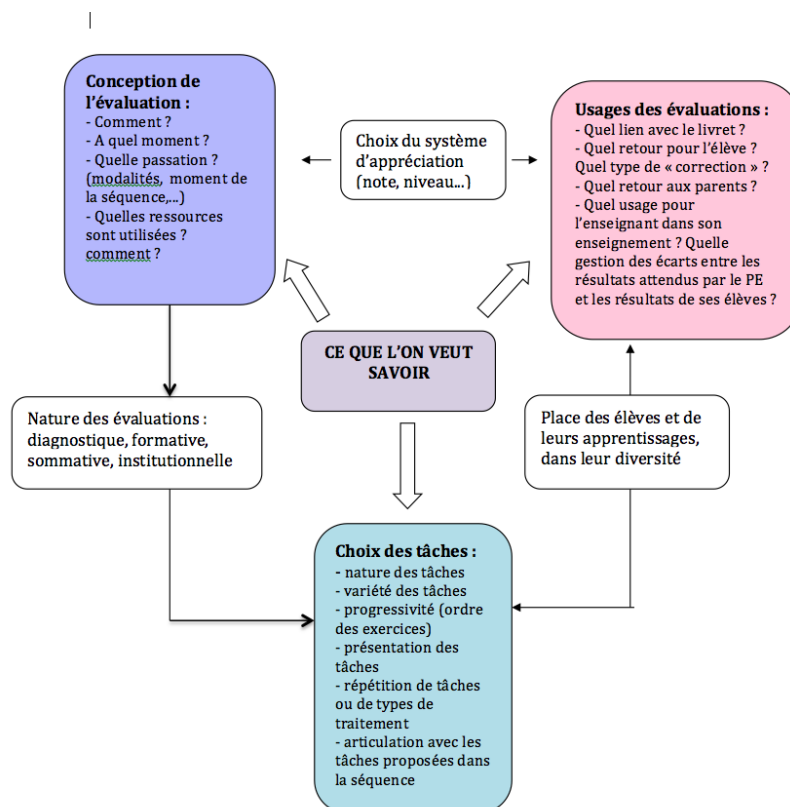 Conception de
l'évaluation :
- Comment ?
- A quel moment ?
- Quelle passation ?
(modalités, moment de
la séquence,...)
- Quelles ressources
sont utilisées ?
comment ?
Choix du système
d'appréciation
(note, niveau...)
Usages des évaluations :
- Quel lien avec le livret ?
- Quel retour pour l'élève ?
Quel type de « correction » ?
- Quel retour aux parents ?
- Quel usage pour
l'enseignant dans son
enseignement ? Quelle
gestion des écarts entre les
résultats attendus par le PE
et les résultats de ses élèves ?
CE QUE L'ON VEUT
SAVOIR
Nature des évaluations :
diagnostique, formative,
sommative, institutionnelle
Place des élèves et de
leurs apprentissages,
dans leur diversité
Choix des tâches :
- nature des tâches
- variété des tâches
- progressivité (ordre
des exercices)
- présentation des
tâches
- répétition de tâches
ou de types de
traitement
- articulation avec les
tâches proposées dans
la séquence